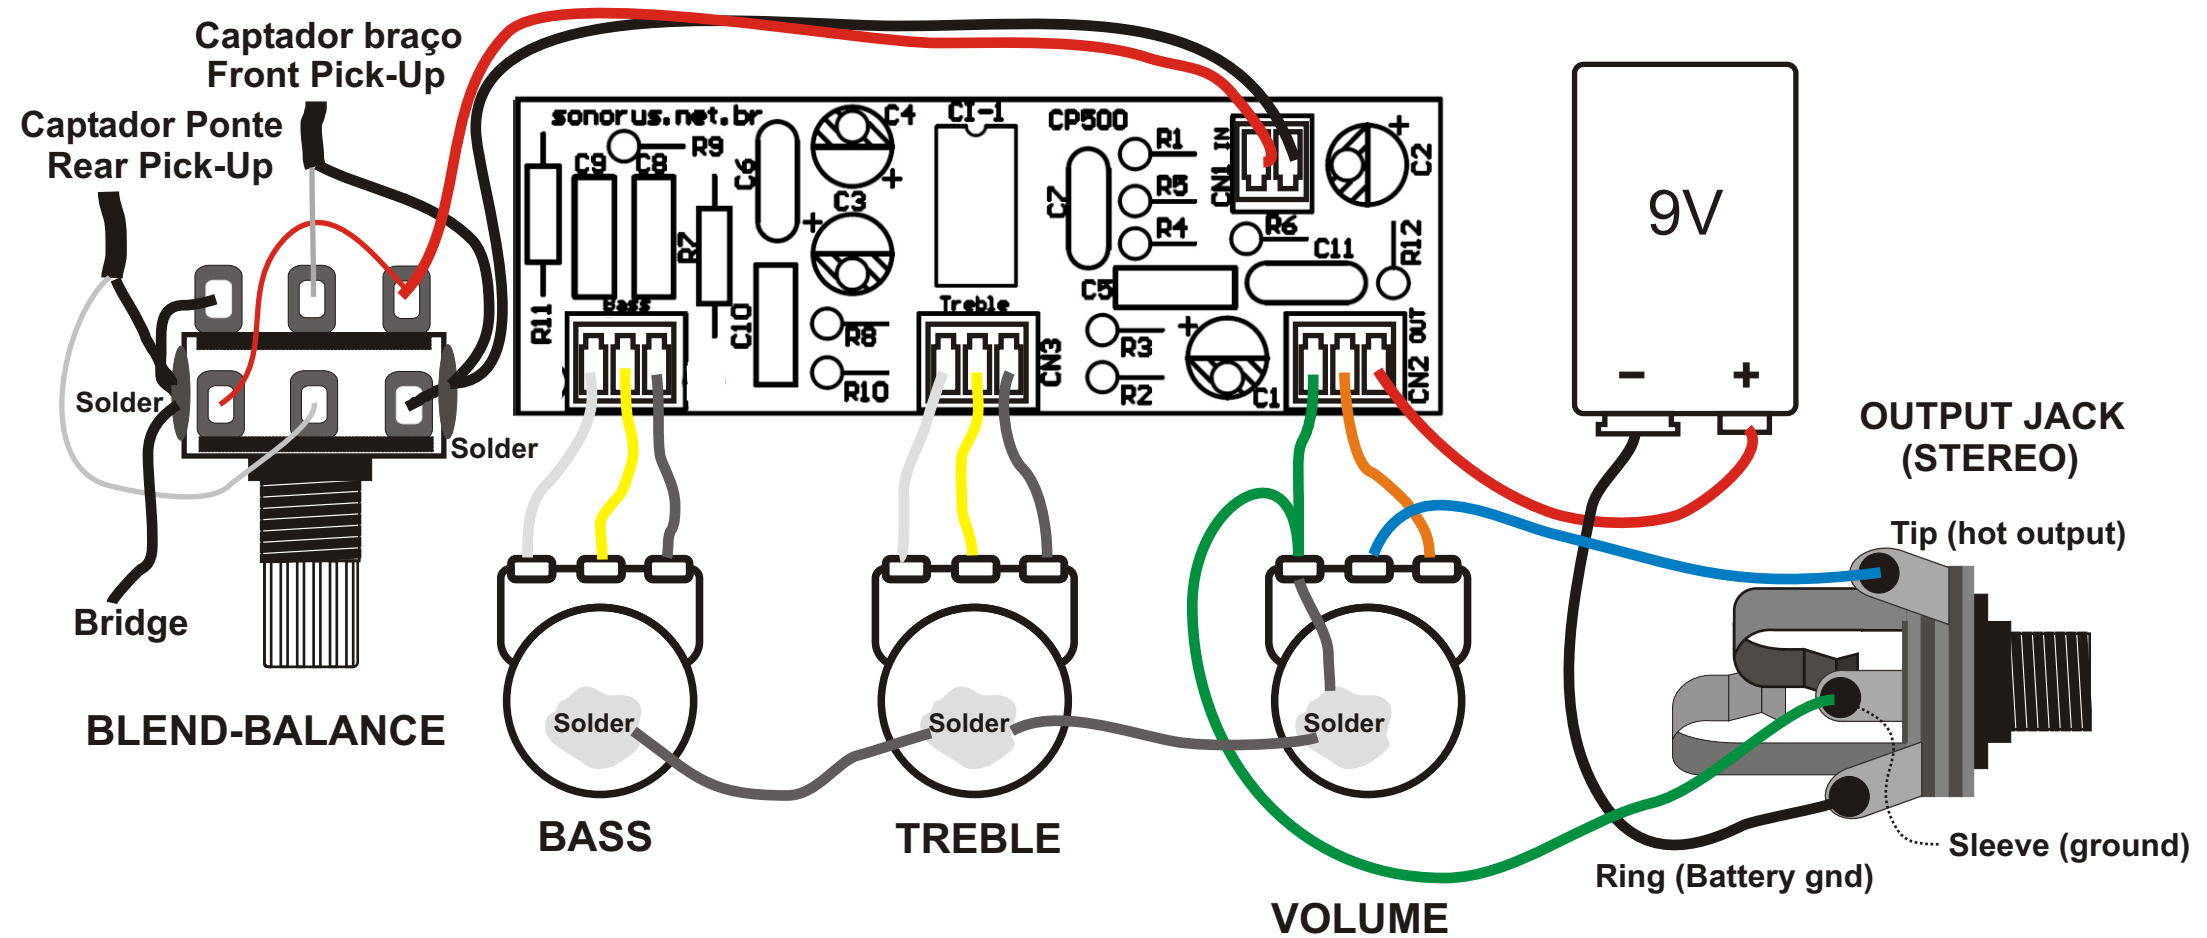 Captador braço
Front Pick-Up
Captador Ponte
Rear Pick-Up
Solder
Solder
Bridge
BLEND-BALANCE
sonorus.net.br
R9
C9
C8
C6
C4
C3
CI-1
CP500
R1
R5
R4
C7
CN1 IN
C2
R6
R12
C11
C5
R7
R11
C10
R8
R10
Bass
Treble
CN3
R3
R2
C1
CN2 OUT
+
+
+
+
9V
-
+
OUTPUT JACK
(STEREO)
Tip (hot output)
Solder
Solder
Solder
BASS
TREBLE
VOLUME
Sleeve (ground)
Ring (Battery gnd)